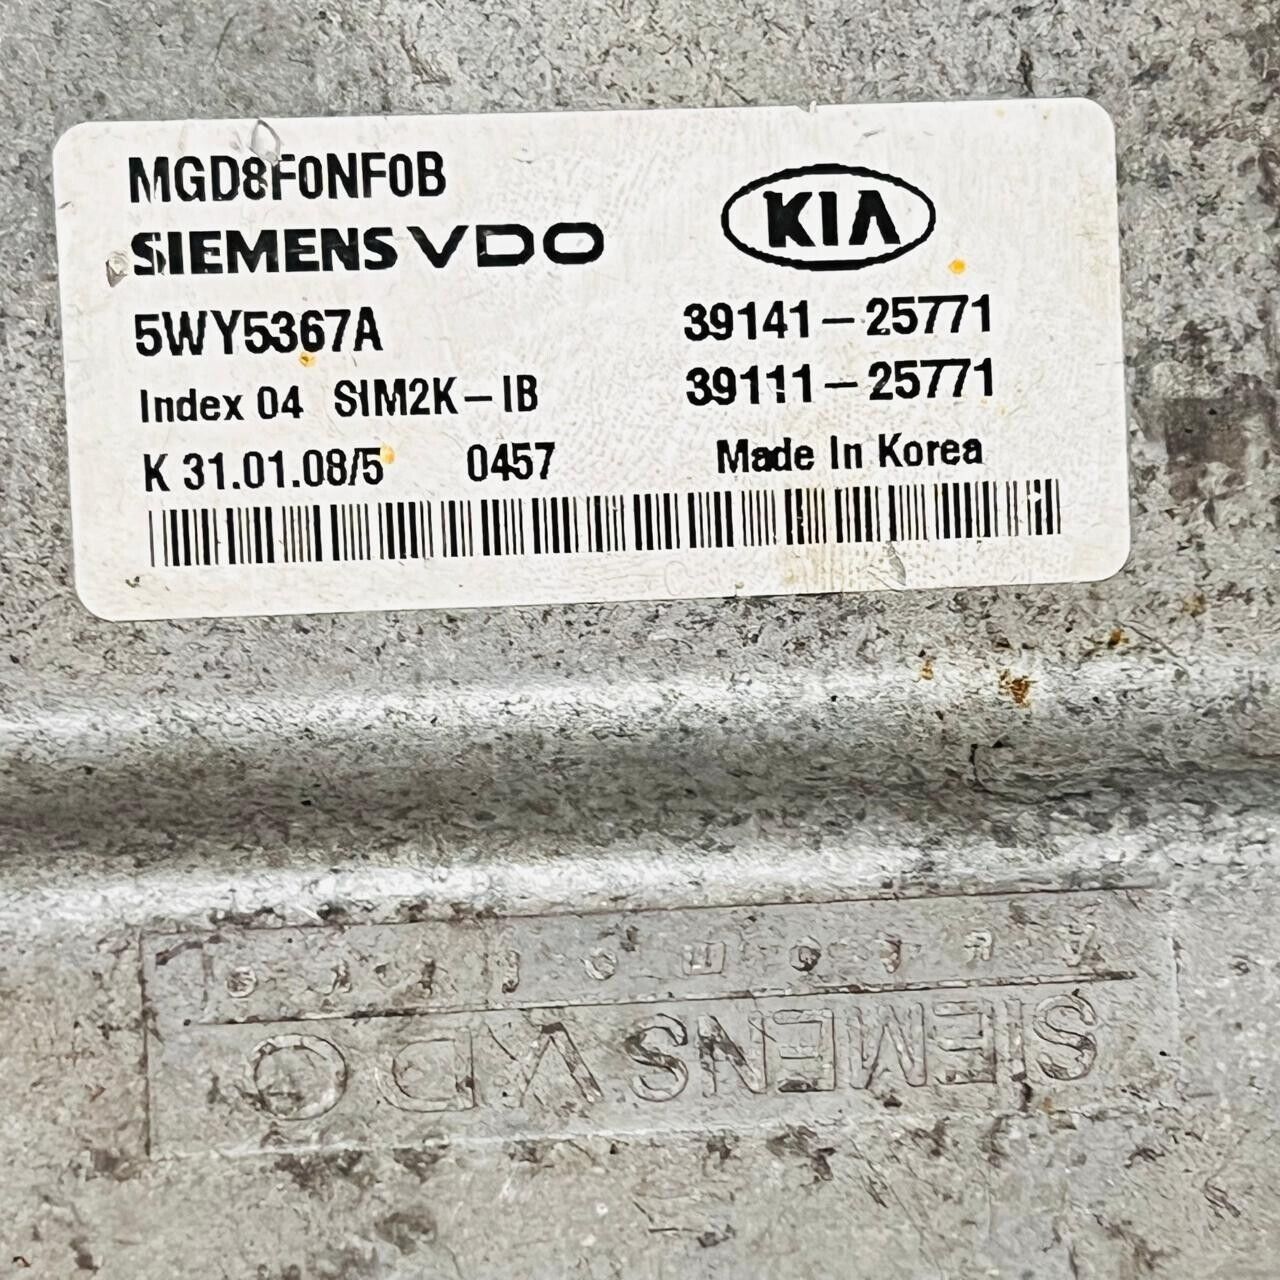 MGD8F0NF0B
SIEMENS VDO
KIA
5WY5367A
39141-25771
Index 04 SIM2K-IB
39111-25771
K 31.01.08/5 0457
Made In Korea
SIEMENS VDO